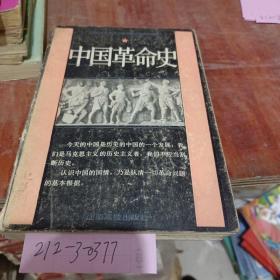 中国革命史
今天的中国是历史的中国的一个发展；我
们是马克思主义的历史主义者，我们不应当割
断历史。
认识中国的国情，乃是认清一切革命问题
的基本根据。
212-30377